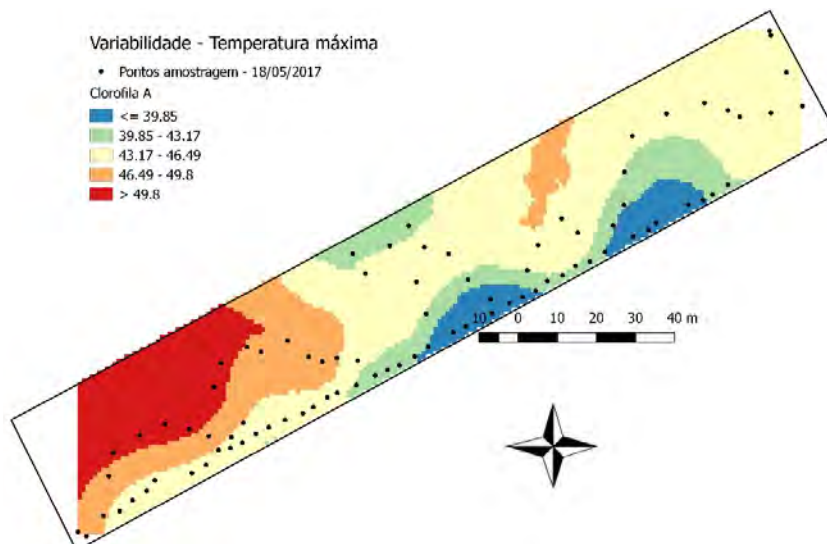 Variabilidade - Temperatura máxima
Pontos amostragem - 18/05/2017
Clorofila A
<= 39.85
39.85 - 43.17
43.17 - 46.49
46.49 - 49.8
> 49.8
10 0 10 20 30 40 m